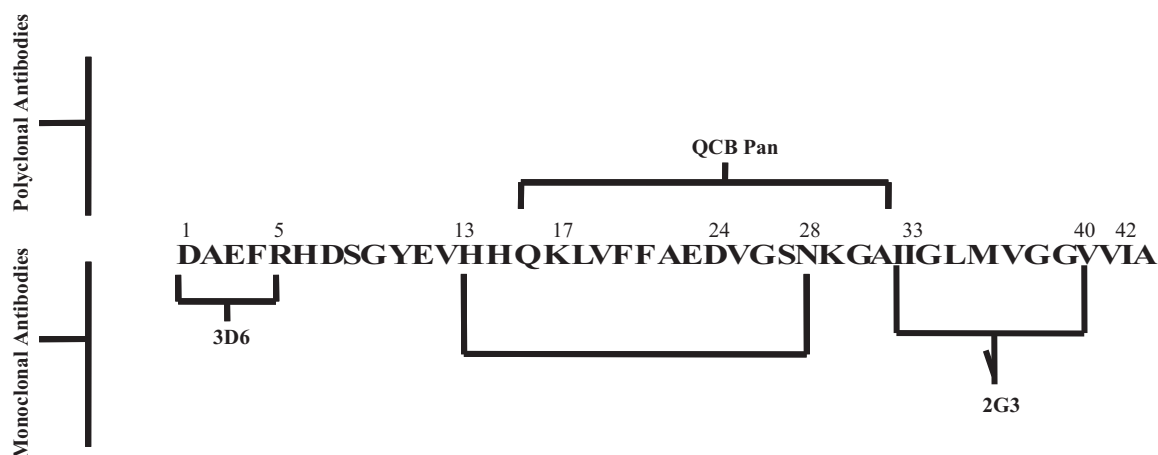 Polyclonal Antibodies
QCB Pan
1 5 13 17 24 28 33 40 42
DAEFRHDSGYEVHHQKLVFFAEDVGSNKGAIIGLMVGGVVIA
3D6
2G3
Monoclonal Antibodies